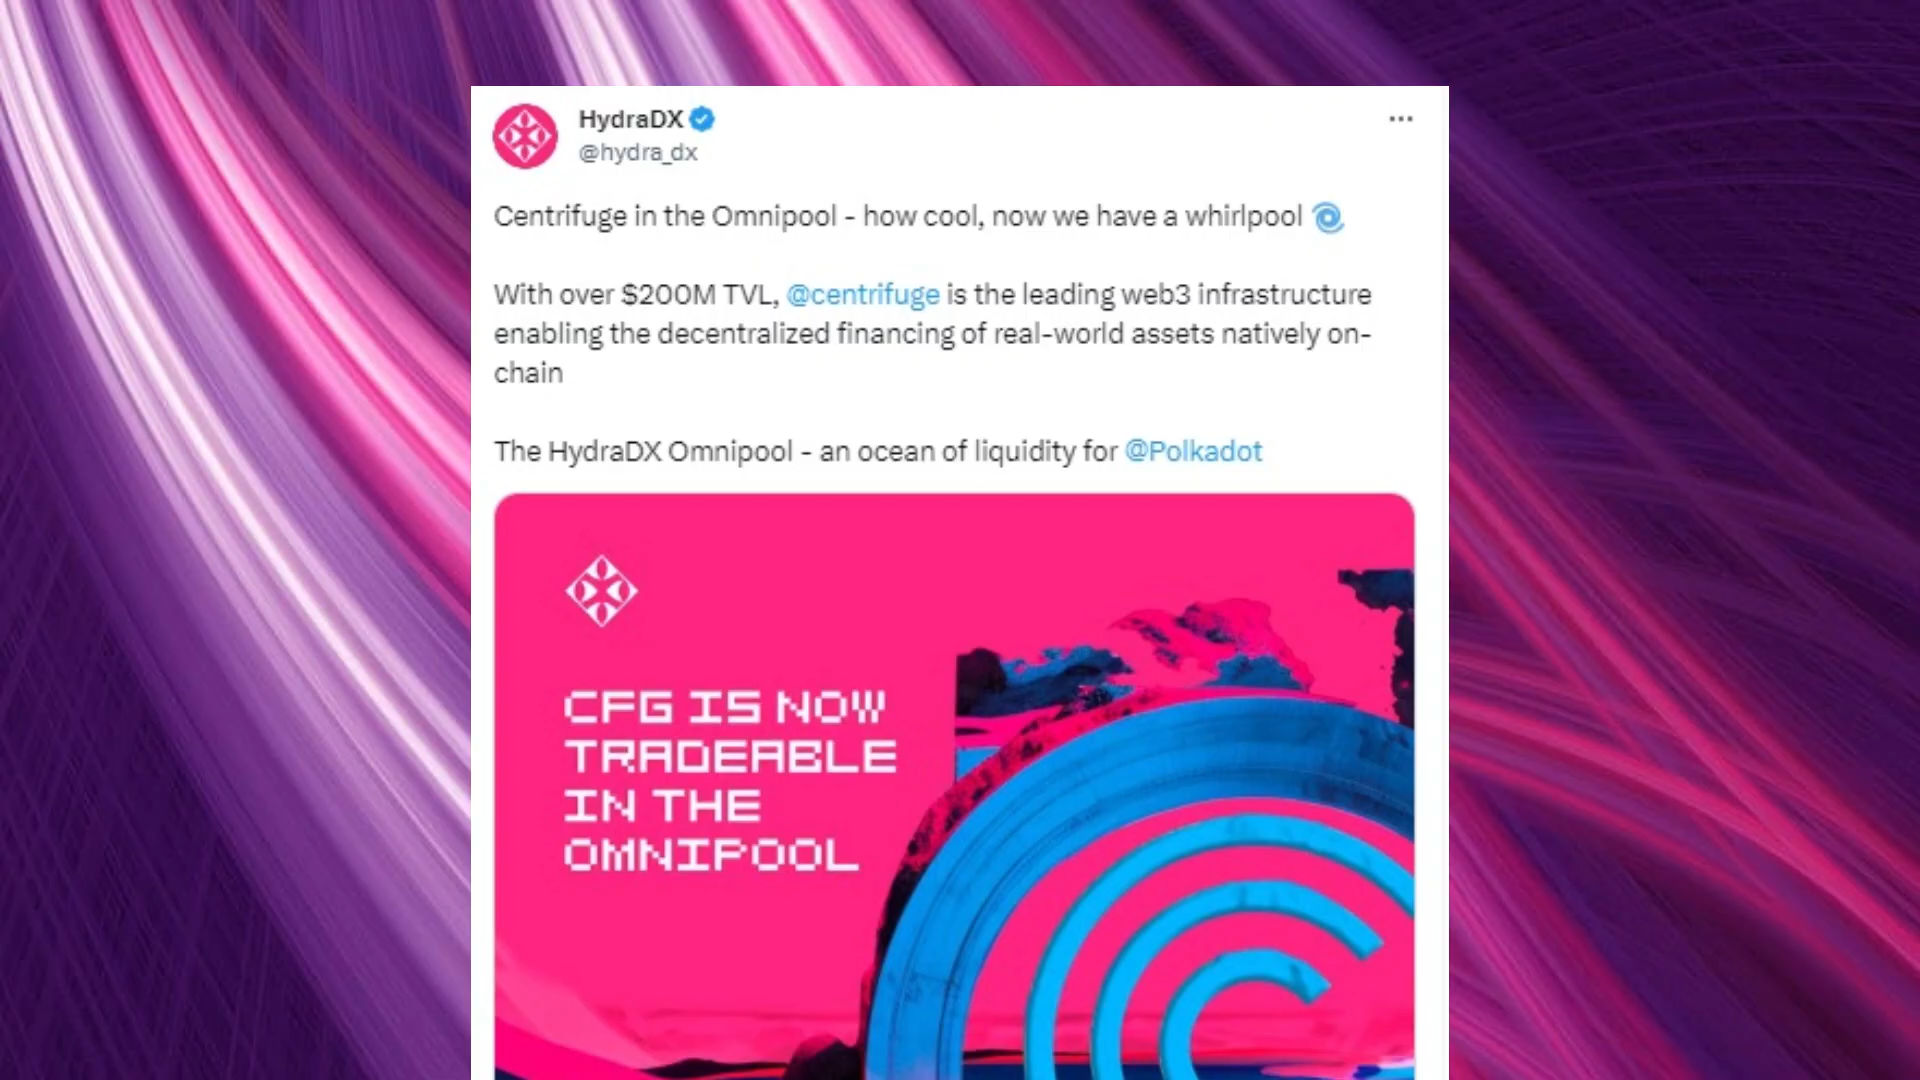 HydraDX
@hydra_dx
Centrifuge in the Omnipool - how cool, now we have a whirlpool 🌀
With over $200M TVL, @centrifuge is the leading web3 infrastructure
enabling the decentralized financing of real-world assets natively on-
chain
The HydraDX Omnipool - an ocean of liquidity for @Polkadot
CFG IS NOW
TRADEABLE
IN THE
OMNIPOOL